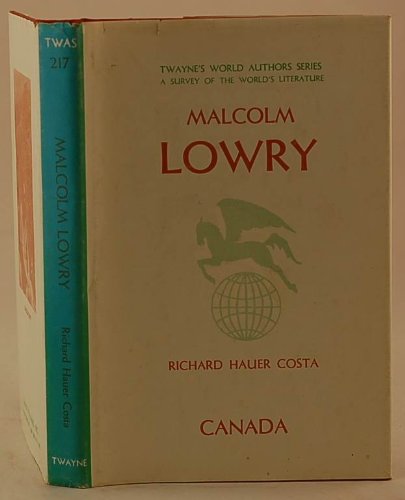 TWAS
217
MALCOLM LOWRY
Richard Hauer Costa
TWAYNE
TWAYNE'S WORLD AUTHORS SERIES
A SURVEY OF THE WORLD'S LITERATURE
MALCOLM
LOWRY
RICHARD HAUER COSTA
CANADA